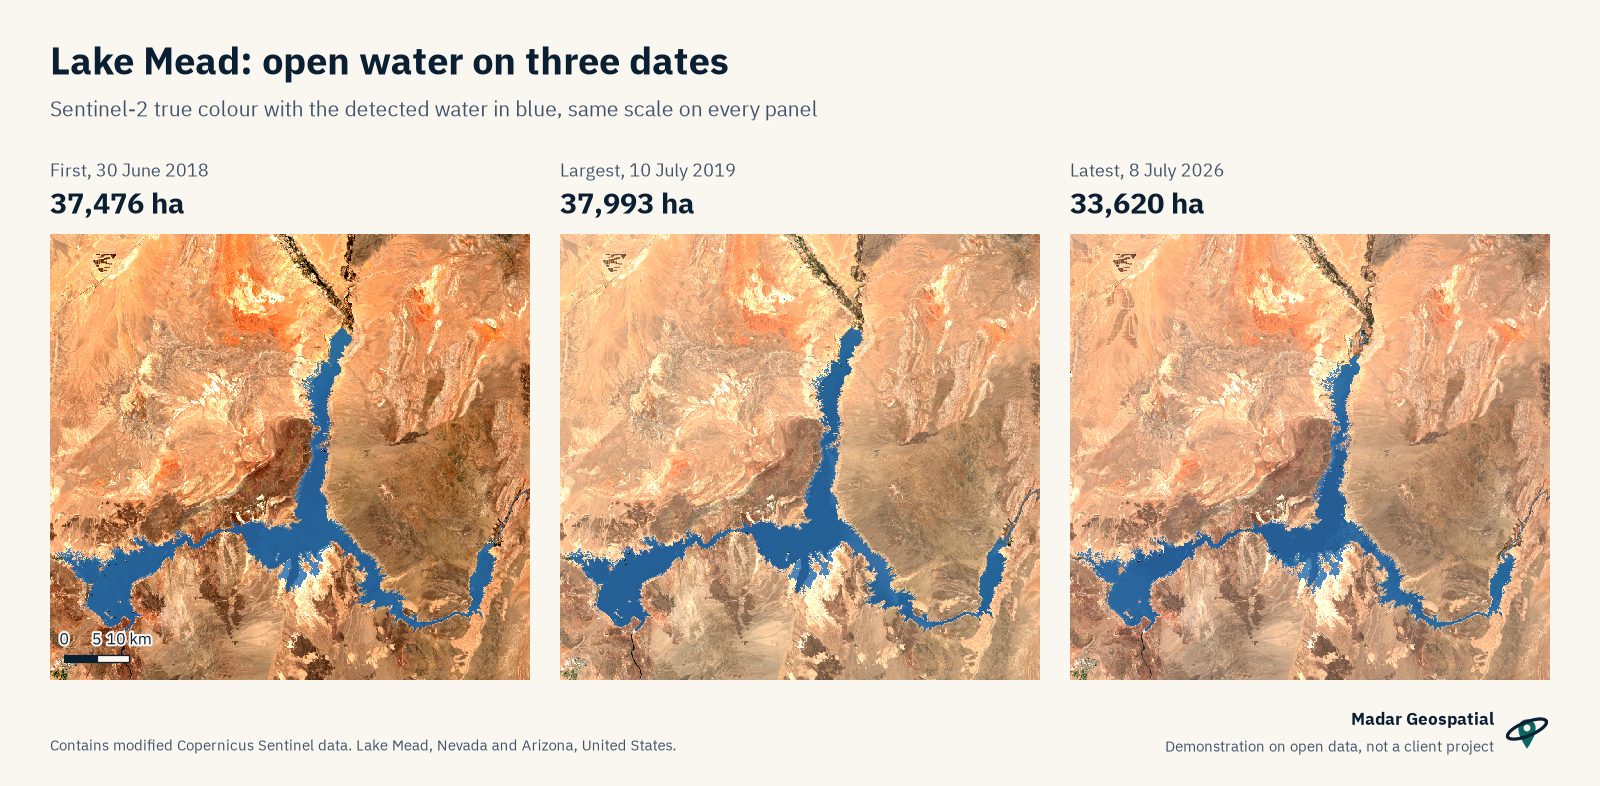 Lake Mead: open water on three dates
Sentinel-2 true colour with the detected water in blue, same scale on every panel
First, 30 June 2018
37,476 ha
Largest, 10 July 2019
37,993 ha
Latest, 8 July 2026
33,620 ha
0 5 10 km
Madar Geospatial
Contains modified Copernicus Sentinel data. Lake Mead, Nevada and Arizona, United States.
Demonstration on open data, not a client project